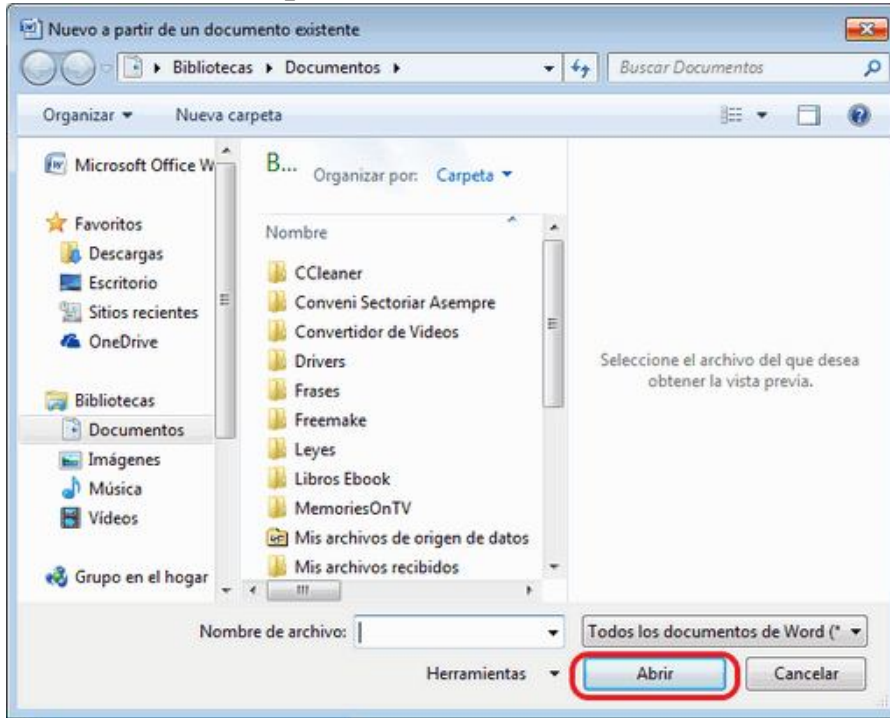 Nuevo a partir de un documento existente
Bibliotecas Documentos
Buscar Documentos
Organizar Nueva carpeta
Microsoft Office W
Favoritos
Descargas
Escritorio
Sitios recientes
OneDrive
Bibliotecas
Documentos
Imágenes
Música
Vídeos
Grupo en el hogar
B... Organizar por: Carpeta
Nombre
CCleaner
Conveni Sectoriar Asempre
Convertidor de Videos
Drivers
Frases
Freemake
Leyes
Libros Ebook
MemoriesOnTV
Mis archivos de origen de datos
Mis archivos recibidos
Seleccione el archivo del que desea
obtener la vista previa.
Nombre de archivo: Todos los documentos de Word (*
Herramientas Abrir Cancelar